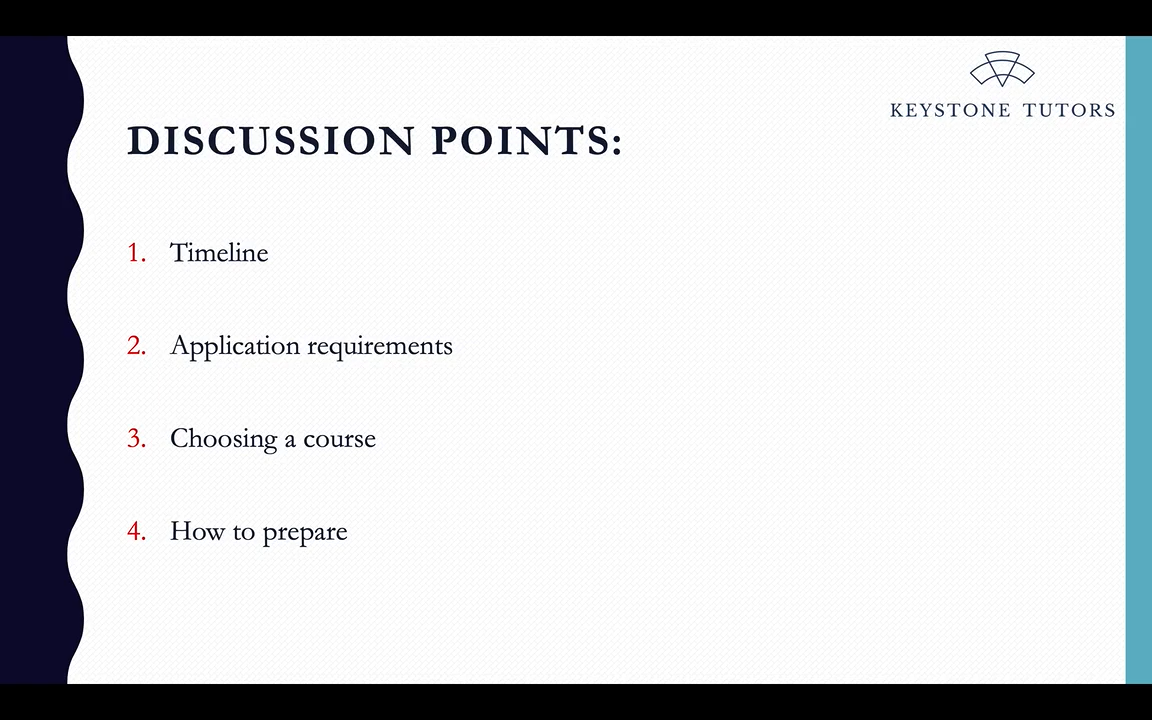 KEYSTONE TUTORS
DISCUSSION POINTS:
1. Timeline
2. Application requirements
3. Choosing a course
4. How to prepare